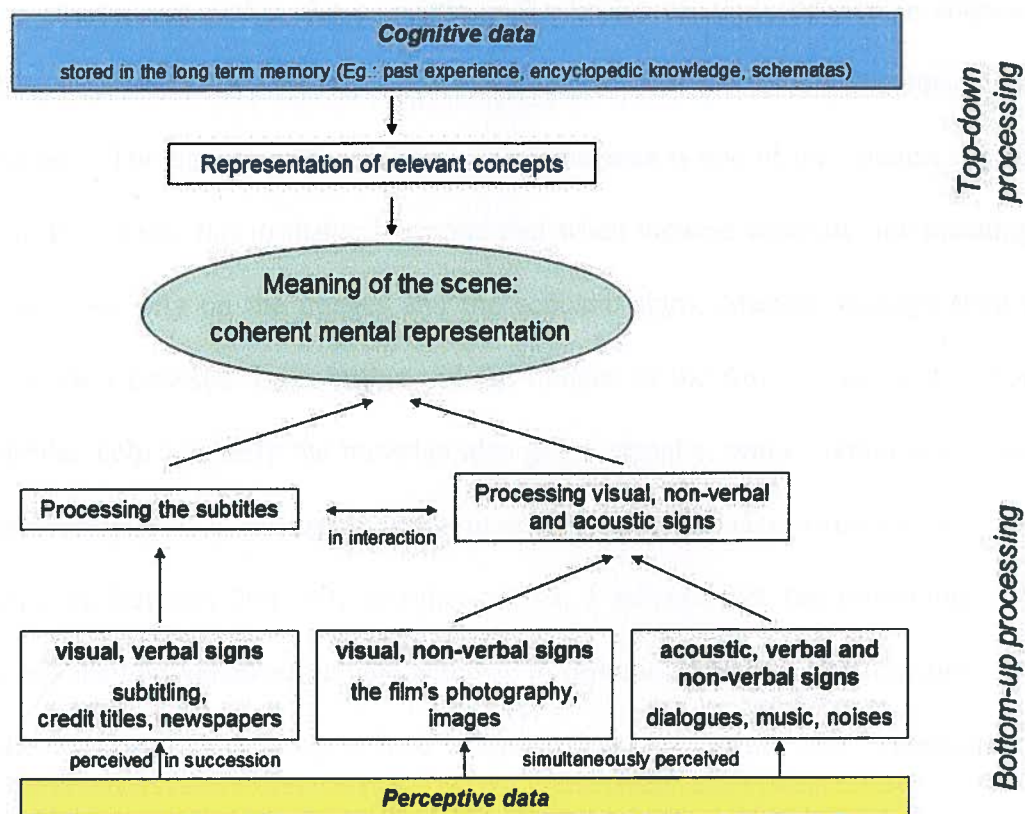 Cognitive data
stored in the long term memory (Eg.: past experience, encyclopedic knowledge, schematas)
Top-down
processing
Representation of relevant concepts
Meaning of the scene:
coherent mental representation
Processing the subtitles
in interaction
Processing visual, non-verbal
and acoustic signs
Bottom-up processing
visual, verbal signs
subtitling,
credit titles, newspapers
visual, non-verbal signs
the film's photography,
images
acoustic, verbal and
non-verbal signs
dialogues, music, noises
perceived in succession
simultaneously perceived
Perceptive data